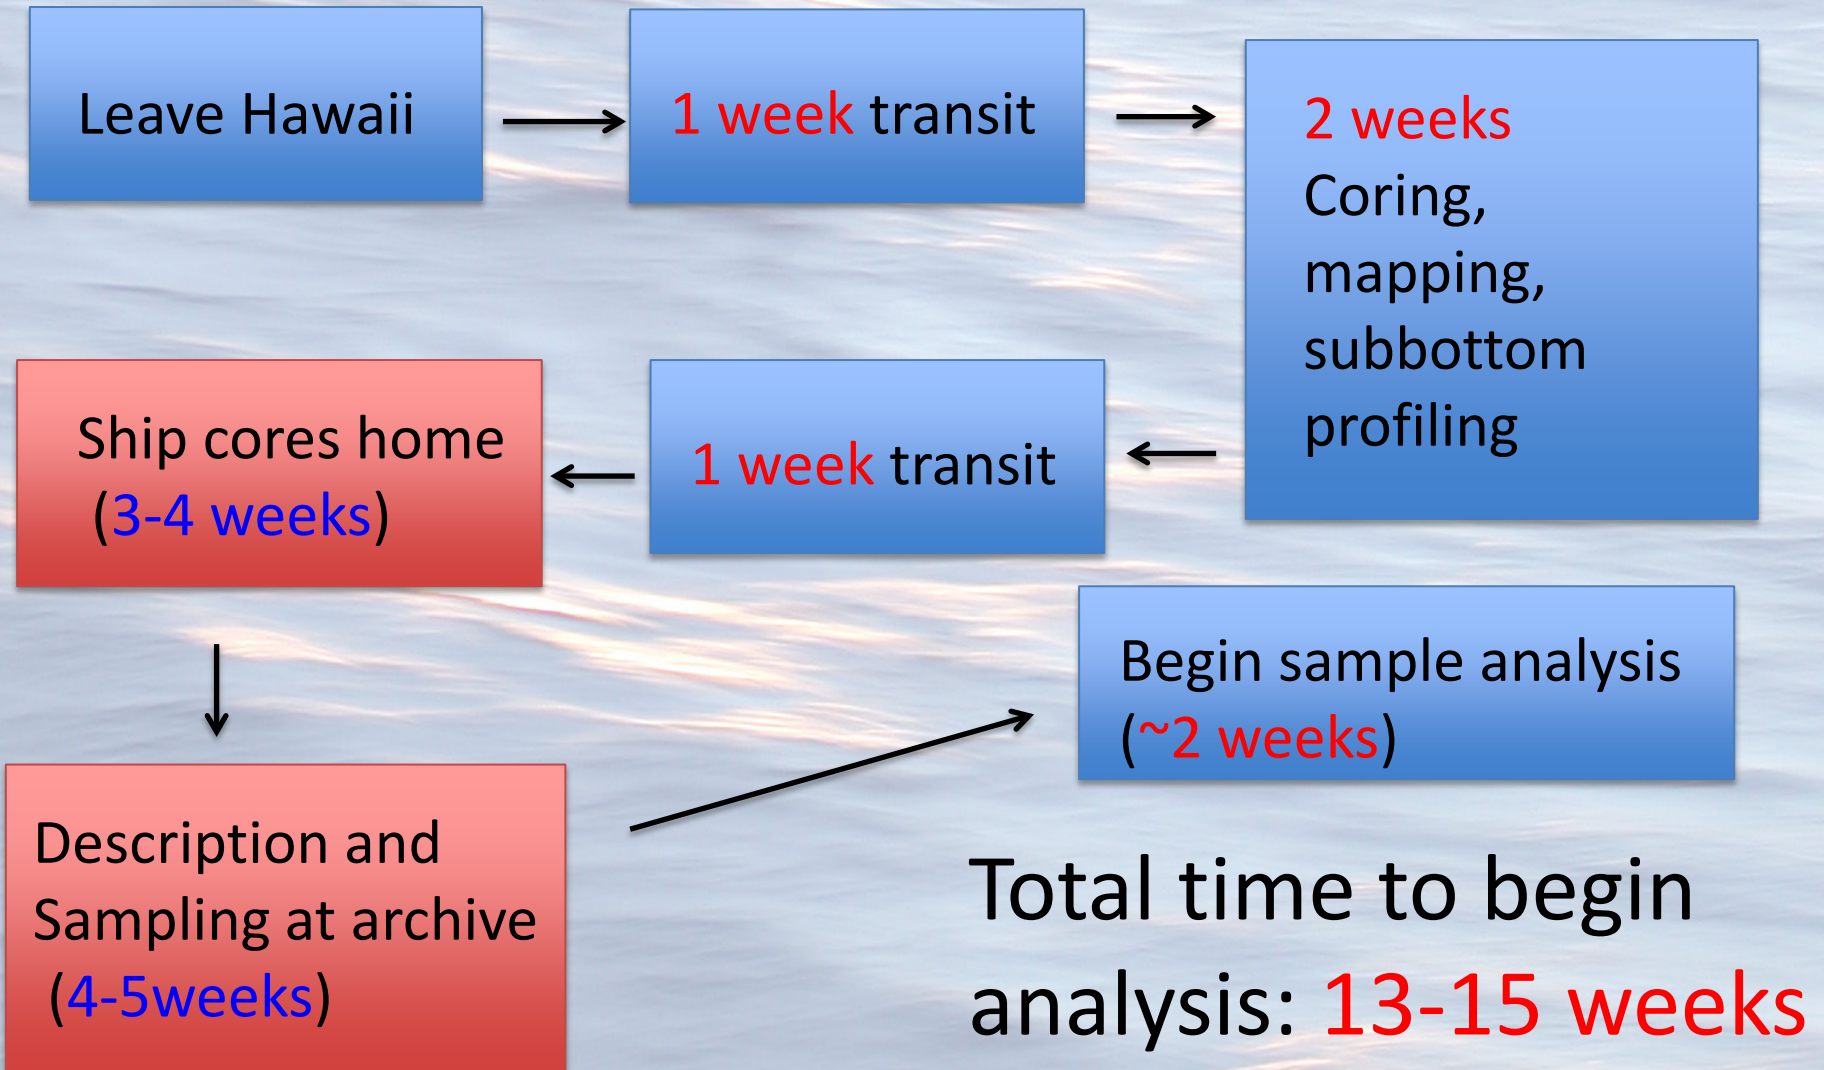 Leave Hawaii
1 week transit
2 weeks
Coring,
mapping,
subbottom
profiling
1 week transit
Ship cores home
(3-4 weeks)
Description and
Sampling at archive
(4-5weeks)
Begin sample analysis
(~2 weeks)
Total time to begin
analysis: 13-15 weeks